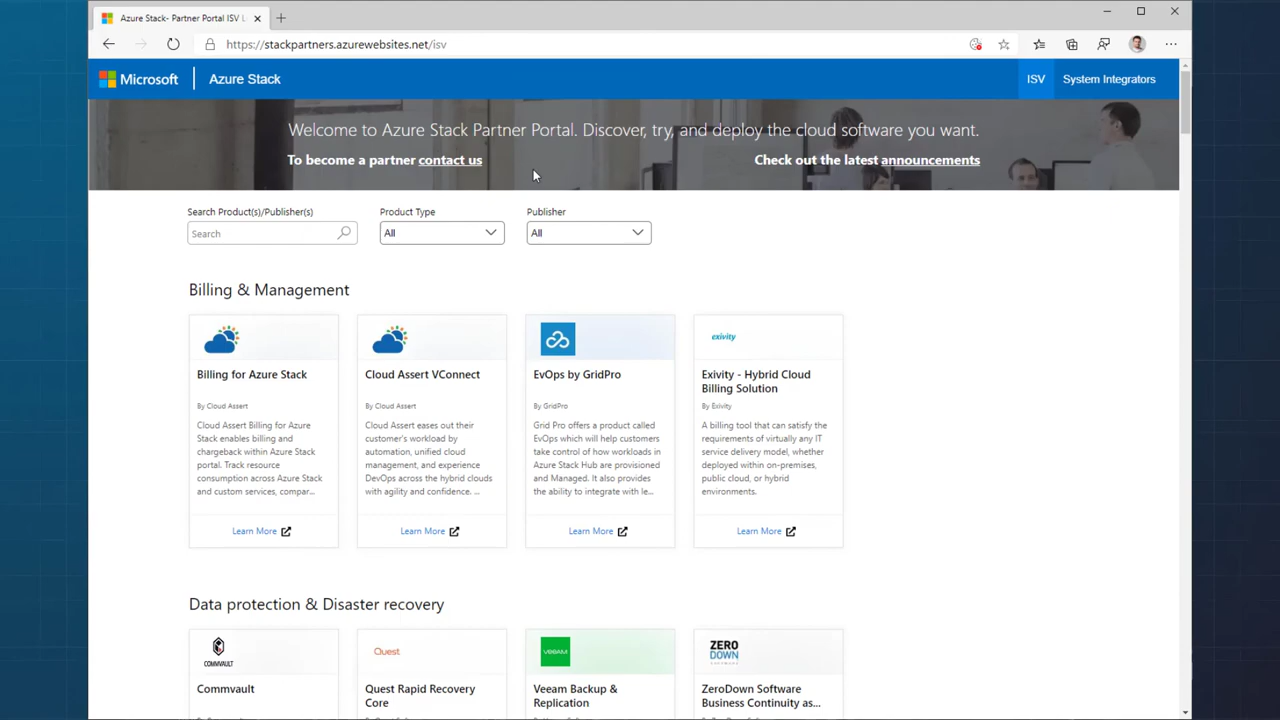 Azure Stack- Partner Portal ISV L
https://stackpartners.azurewebsites.net/isv
Microsoft
Azure Stack
ISV
System Integrators
Welcome to Azure Stack Partner Portal. Discover, try, and deploy the cloud software you want.
To become a partner contact us
Check out the latest announcements
Search Product(s)/Publisher(s)
Product Type
Publisher
Search
All
All
Billing & Management
Billing for Azure Stack
By Cloud Assert
Cloud Assert Billing for Azure
Stack enables billing and
chargeback within Azure Stack
portal. Track resource
consumption across Azure Stack
and custom services, compar...
Learn More
Cloud Assert VConnect
By Cloud Assert
Cloud Assert eases out their
customer's workload by
automation, unified cloud
management, and experience
DevOps across the hybrid clouds
with agility and confidence. ...
Learn More
EvOps by GridPro
By GridPro
Grid Pro offers a product called
EvOps which will help customers
take control of how workloads in
Azure Stack Hub are provisioned
and Managed. It also provides
the ability to integrate with le...
Learn More
exivity
Exivity - Hybrid Cloud
Billing Solution
By Exivity
A billing tool that can satisfy the
requirements of virtually any IT
service delivery model, whether
deployed within on-premises,
public cloud, or hybrid
environments.
Learn More
Data protection & Disaster recovery
COMMVAULT
Commvault
Quest
Quest Rapid Recovery
Core
VEEAM
Veeam Backup &
Replication
ZERO
DOWN
SOFTWARE
ZeroDown Software
Business Continuity as...